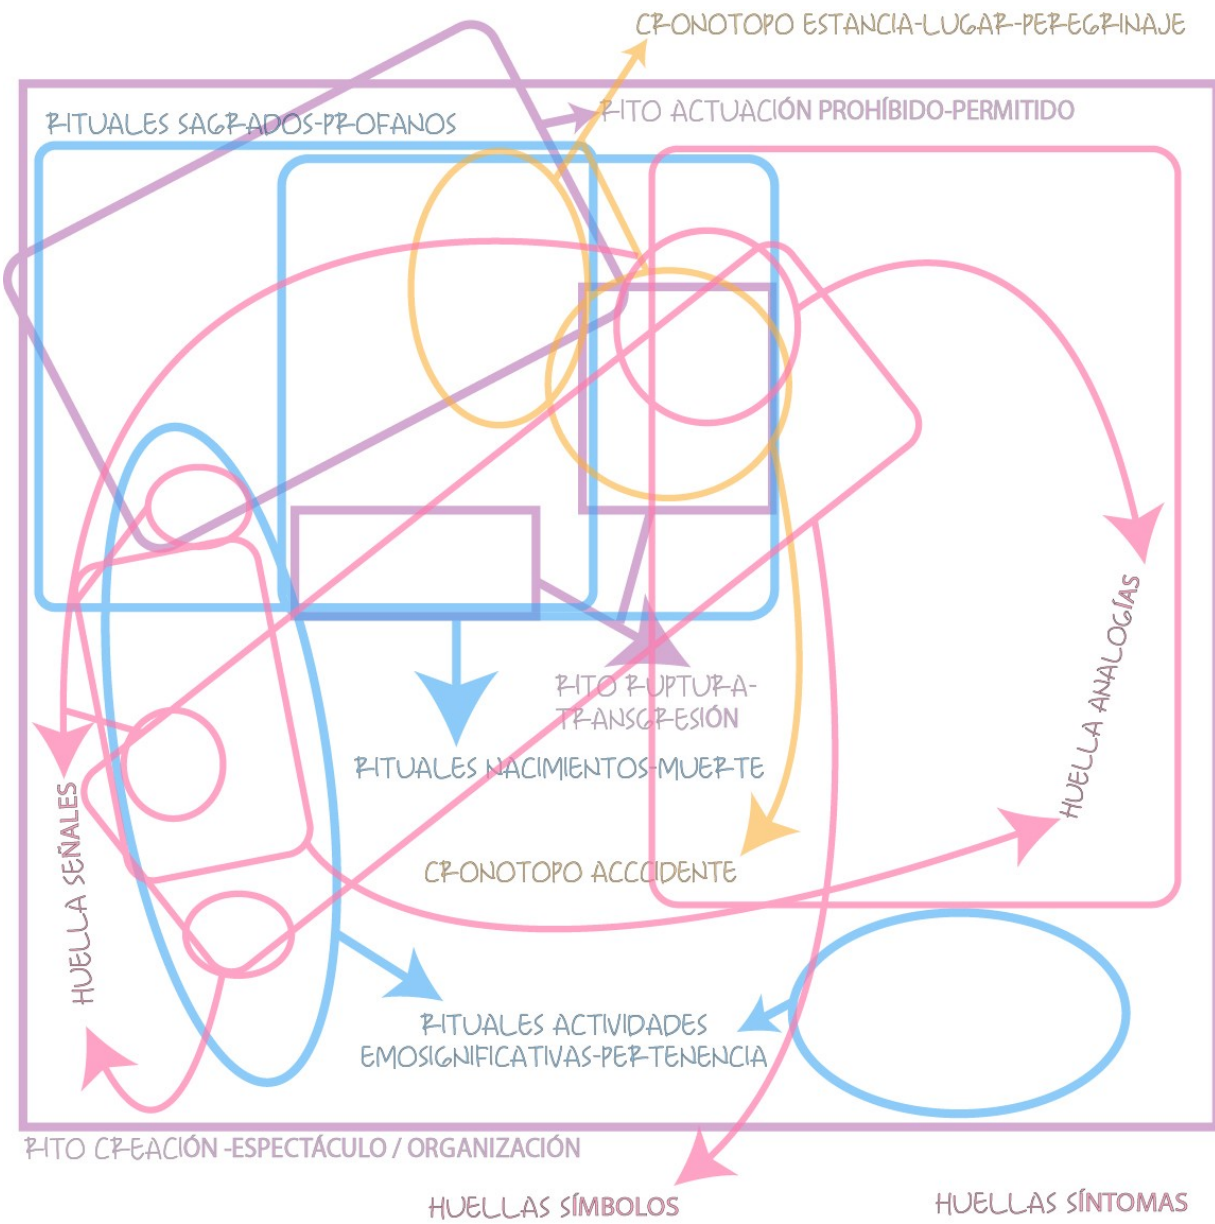 CRONOTOPO ESTANCIA-LUGAR-PEREGRINAJE
RITO ACTUACIÓN PROHÍBIDO-PERMITIDO
RITUALES SAGRADOS-PROFANOS
HUELLA ANALOGÍAS
RITO RUPTURA-
TRANSGRESIÓN
RITUALES NACIMIENTOS-MUERTE
HUELLA SEÑALES
CRONOTOPO ACCCIDENTE
RITUALES ACTIVIDADES
EMOSIGNIFICATIVAS-PERTENENCIA
RITO CREACIÓN -ESPECTÁCULO / ORGANIZACIÓN
HUELLAS SÍMBOLOS
HUELLAS SÍNTOMAS